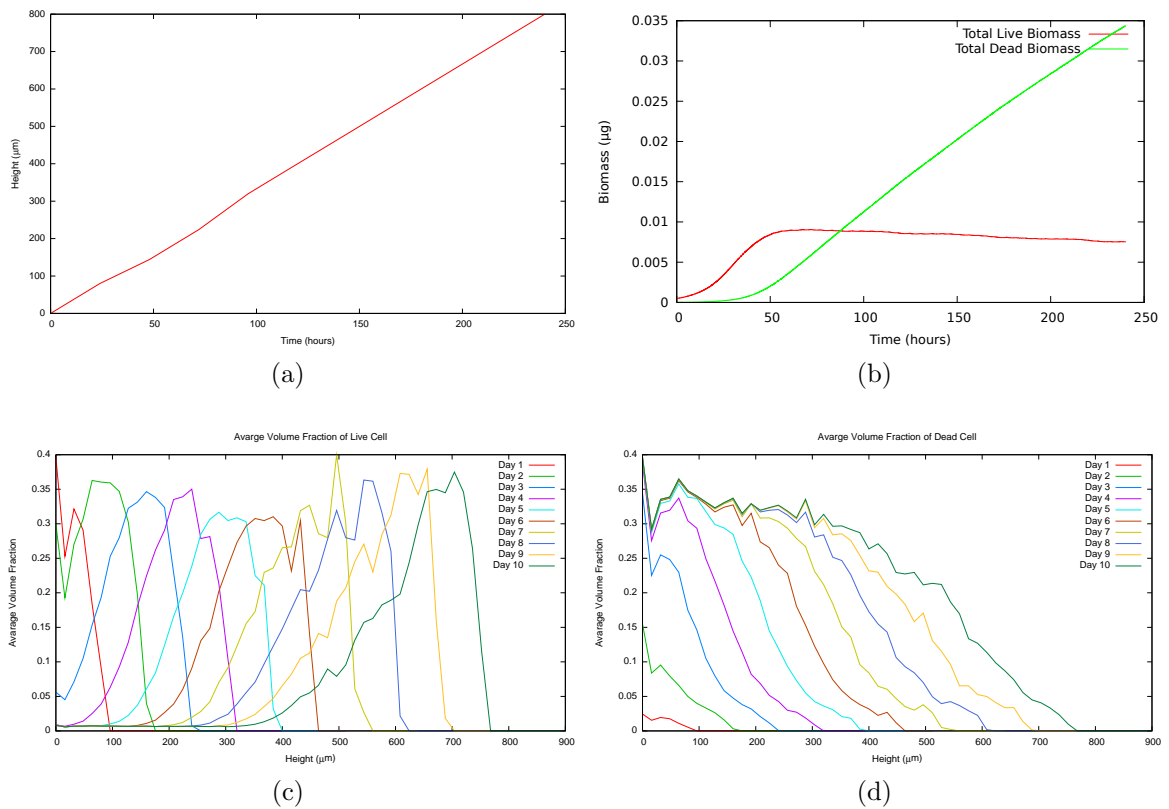 800
700
600
500
400
300
200
100
0
Height (μm)
0 50 100 150 200 250
Time (hours)
(a)
0.035
0.03
0.025
0.02
0.015
0.01
0.005
0
Biomass (μg)
Total Live Biomass
Total Dead Biomass
0 50 100 150 200 250
Time (hours)
(b)
Avarge Volume Fraction of Live Cell
0.4
0.35
0.3
0.25
0.2
0.15
0.1
0.05
0
Avarage Volume Fraction
Day 1
Day 2
Day 3
Day 4
Day 5
Day 6
Day 7
Day 8
Day 9
Day 10
0 100 200 300 400 500 600 700 800 900
Height (μm)
(c)
Avarge Volume Fraction of Dead Cell
0.4
0.35
0.3
0.25
0.2
0.15
0.1
0.05
0
Avarage Volume Fraction
Day 1
Day 2
Day 3
Day 4
Day 5
Day 6
Day 7
Day 8
Day 9
Day 10
0 100 200 300 400 500 600 700 800 900
Height (μm)
(d)